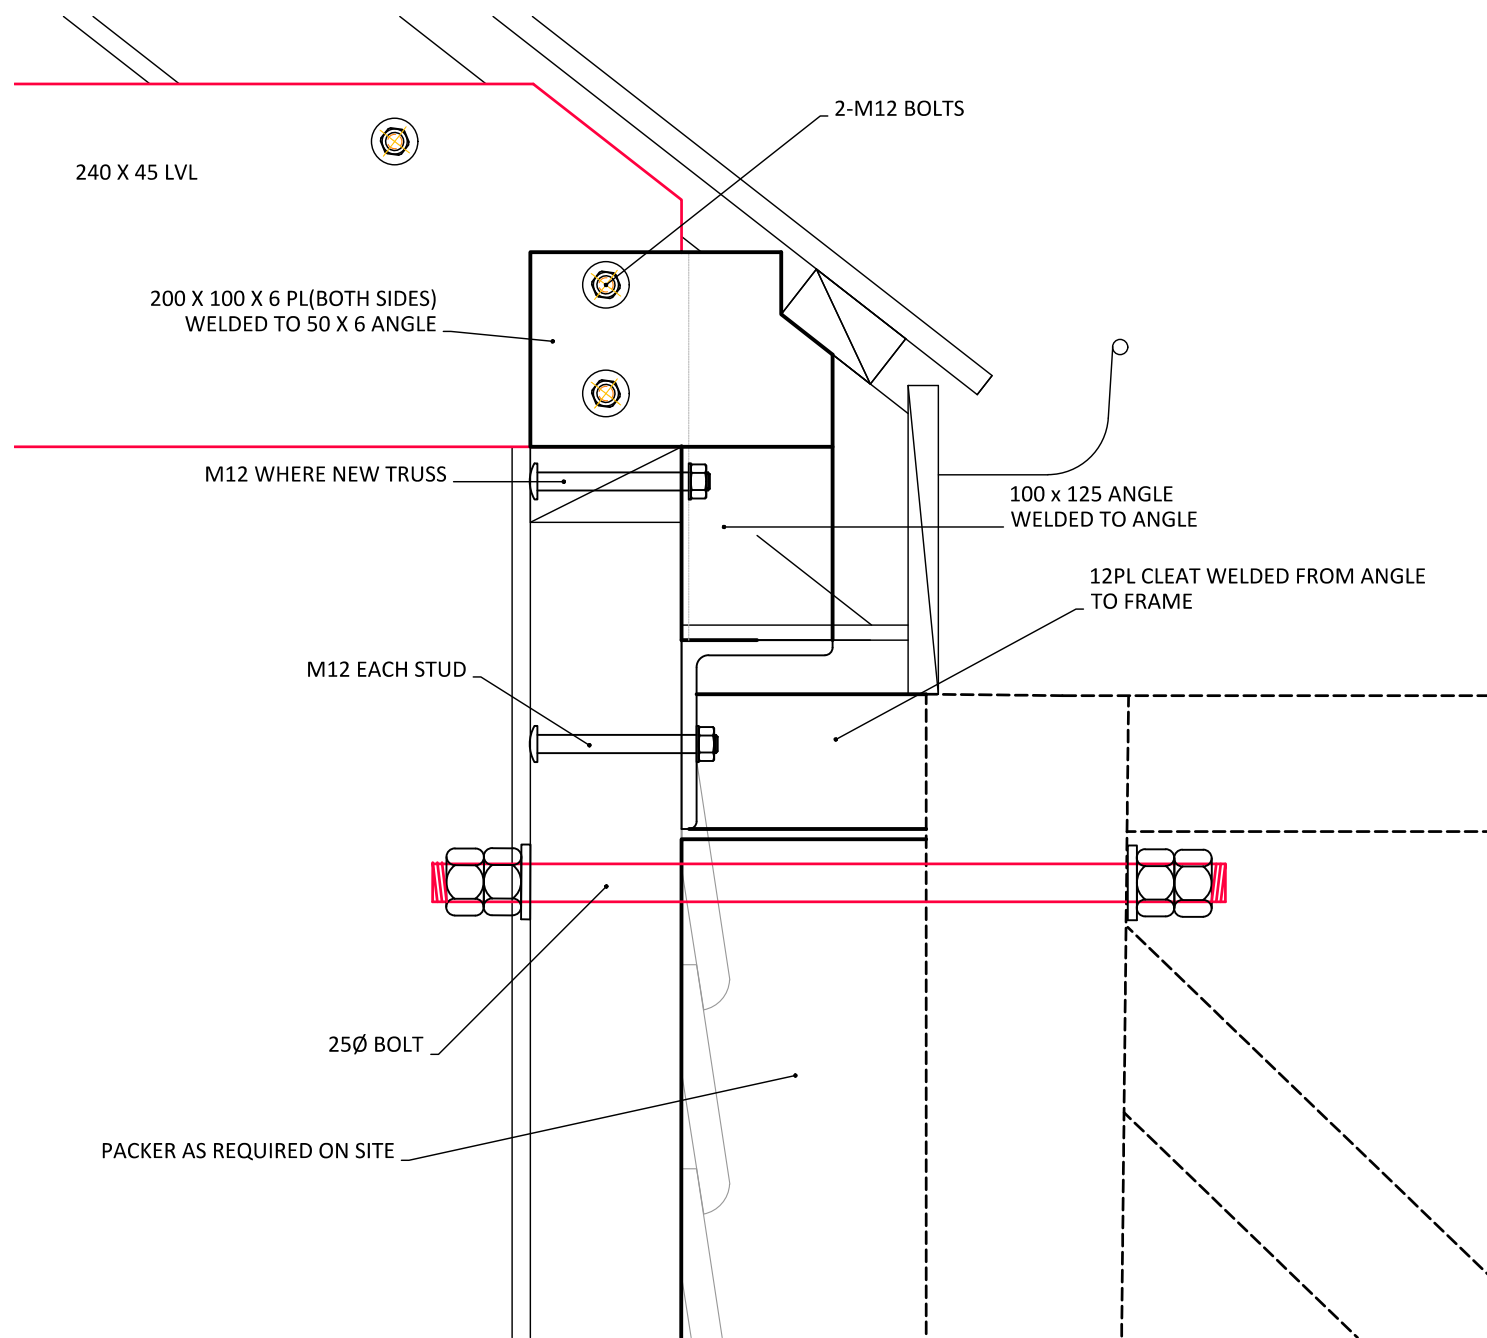 2-M12 BOLTS
240 X 45 LVL
200 X 100 X 6 PL(BOTH SIDES)
WELDED TO 50 X 6 ANGLE
M12 WHERE NEW TRUSS
100 x 125 ANGLE
WELDED TO ANGLE
12PL CLEAT WELDED FROM ANGLE
TO FRAME
M12 EACH STUD
25Ø BOLT
PACKER AS REQUIRED ON SITE